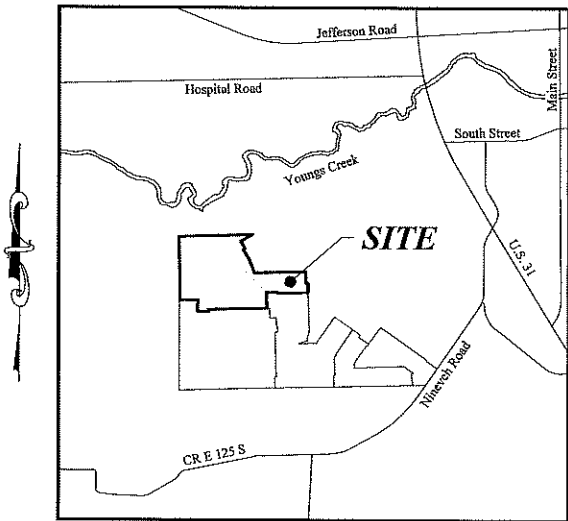 Jefferson Road
Hospital Road
Main Street
South Street
Youngs Creek
SITE
U.S. 31
Nineveh Road
CR E 125 S